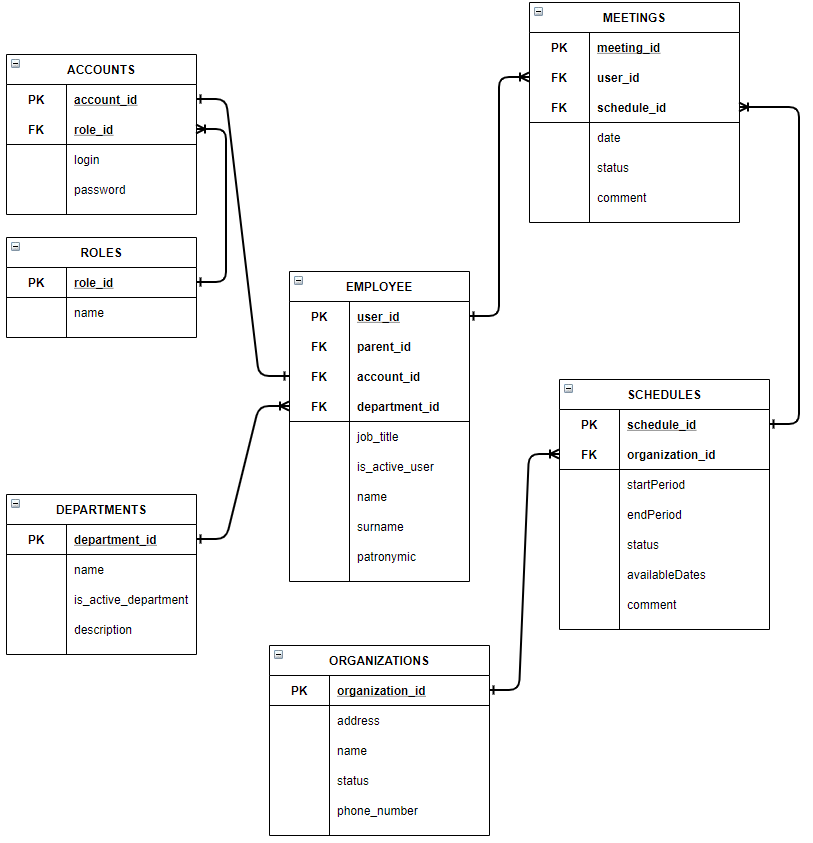 MEETINGS
PK meeting_id
FK user_id
FK schedule_id
date
status
comment
ACCOUNTS
PK account_id
FK role_id
login
password
ROLES
PK role_id
name
EMPLOYEE
PK user_id
FK parent_id
FK account_id
FK department_id
job_title
is_active_user
name
surname
patronymic
SCHEDULES
PK schedule_id
FK organization_id
startPeriod
endPeriod
status
availableDates
comment
DEPARTMENTS
PK department_id
name
is_active_department
description
ORGANIZATIONS
PK organization_id
address
name
status
phone_number